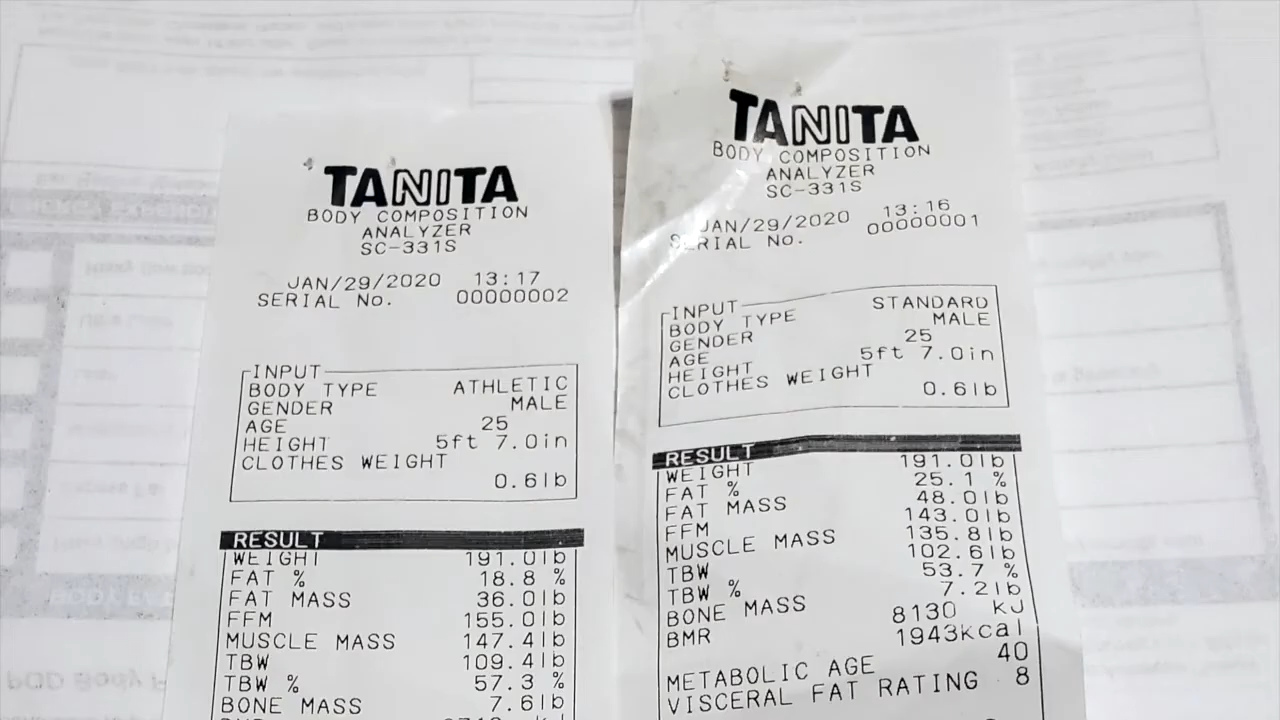 TANITA
BODY COMPOSITION
ANALYZER
SC-331S
JAN/29/2020 13:17
SERIAL No. 00000002
INPUT
BODY TYPE ATHLETIC
GENDER MALE
AGE 25
HEIGHT 5ft 7.0in
CLOTHES WEIGHT
0.6lb
RESULT
WEIGHT 191.0lb
FAT % 18.8 %
FAT MASS 36.0lb
FFM 155.0lb
MUSCLE MASS 147.4lb
TBW 109.4lb
TBW % 57.3 %
BONE MASS 7.6lb
TANITA
BODY COMPOSITION
ANALYZER
SC-331S
JAN/29/2020 13:16
SERIAL No. 00000001
INPUT
BODY TYPE STANDARD
GENDER MALE
AGE 25
HEIGHT 5ft 7.0in
CLOTHES WEIGHT
0.6lb
RESULT
WEIGHT 191.0lb
FAT % 25.1 %
FAT MASS 48.0lb
FFM 143.0lb
MUSCLE MASS 135.8lb
TBW 102.6lb
TBW % 53.7 %
BONE MASS 7.2lb
BMR 8130 kJ
1943kcal
METABOLIC AGE 40
VISCERAL FAT RATING 8